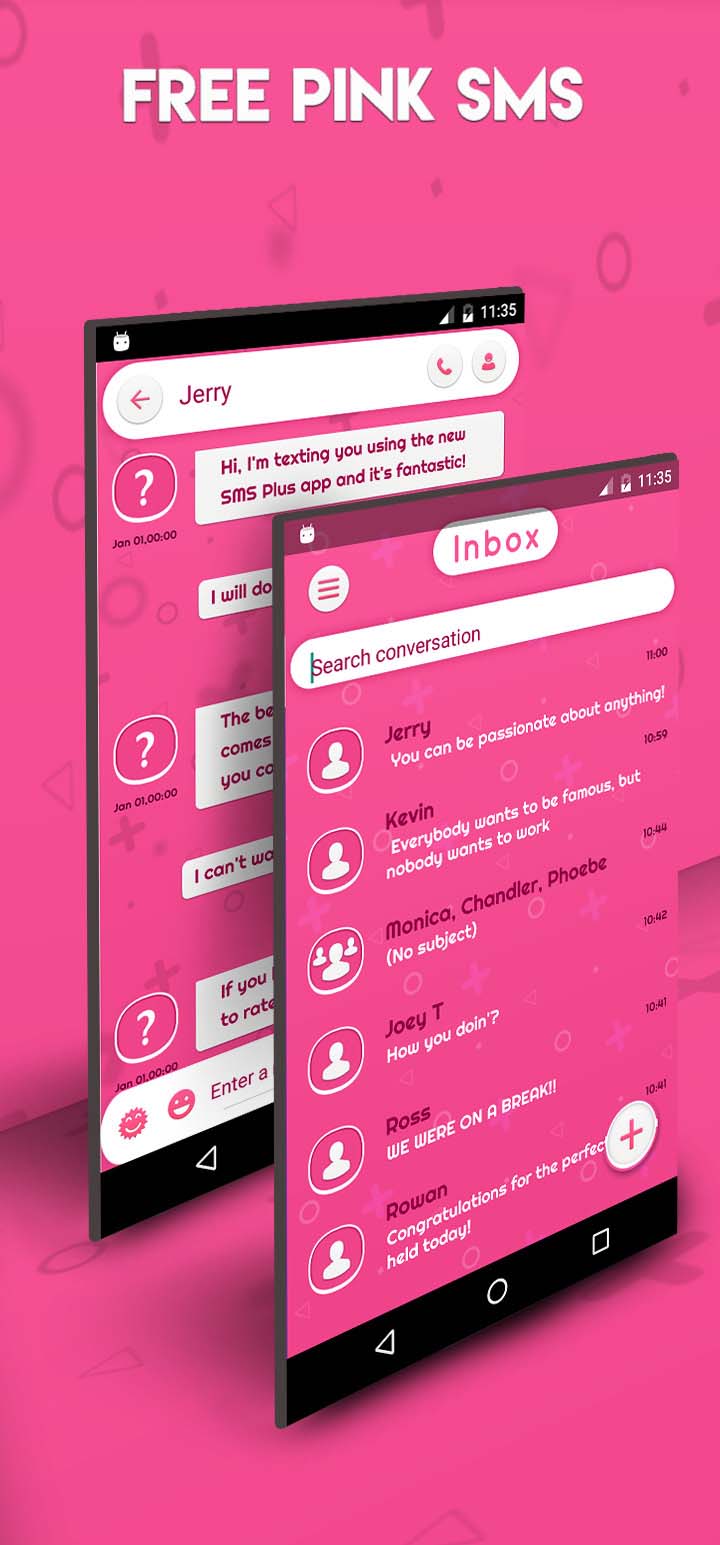 FREE PINK SMS
11:35
Jerry
Hi, I'm texting you using the new
SMS Plus app and it's fantastic!
?
Jan 01,00:00
I will do
The be
comes
you co
?
Jan 01,00:00
I can't wa
If you
to rate
?
Jan 01,00:00
Enter a
11:35
Inbox
Search conversation
11:00
Jerry
You can be passionate about anything!
10:59
Kevin
Everybody wants to be famous, but
nobody wants to work
10:44
Monica, Chandler, Phoebe
(No subject)
10:42
Joey T
How you doin'?
10:41
Ross
WE WERE ON A BREAK!!
10:41
Rowan
Congratulations for the perfec
held today!